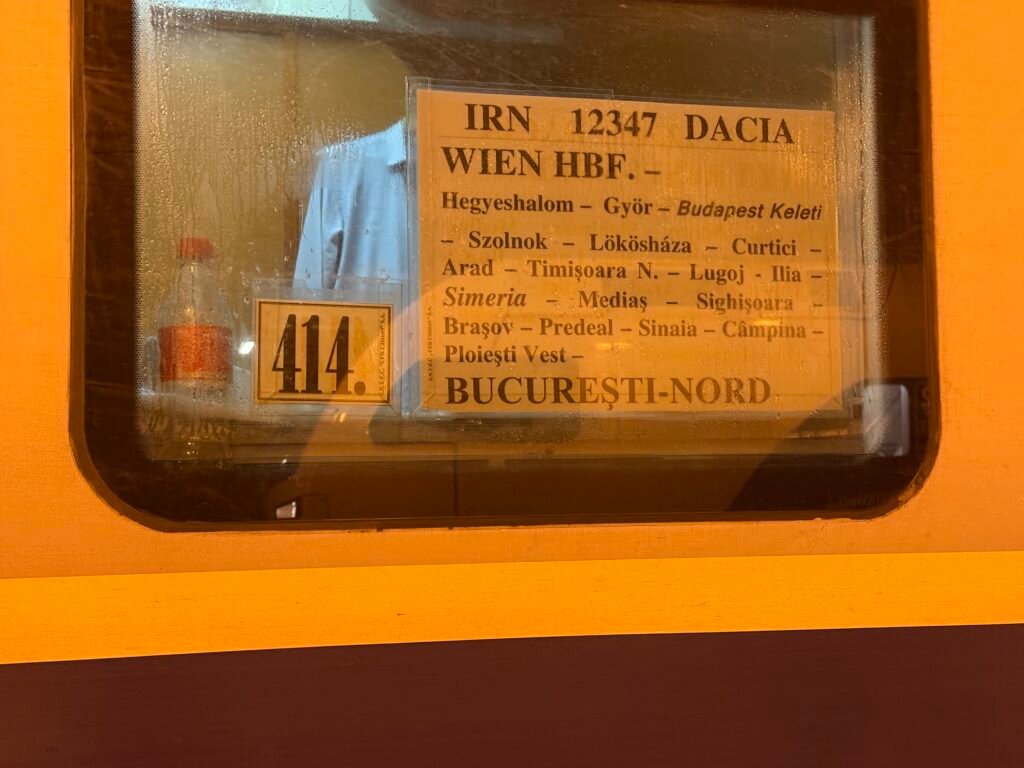 IRN 12347 DACIA
WIEN HBF. –
Hegyeshalom – Györ – Budapest Keleti
– Szolnok – Lökösháza – Curtici –
Arad – Timişoara N. – Lugoj - Ilia –
Simeria – Mediaş – Sighişoara -
Braşov – Predeal – Sinaia – Câmpina –
Ploieşti Vest –
BUCUREŞTI-NORD
414.